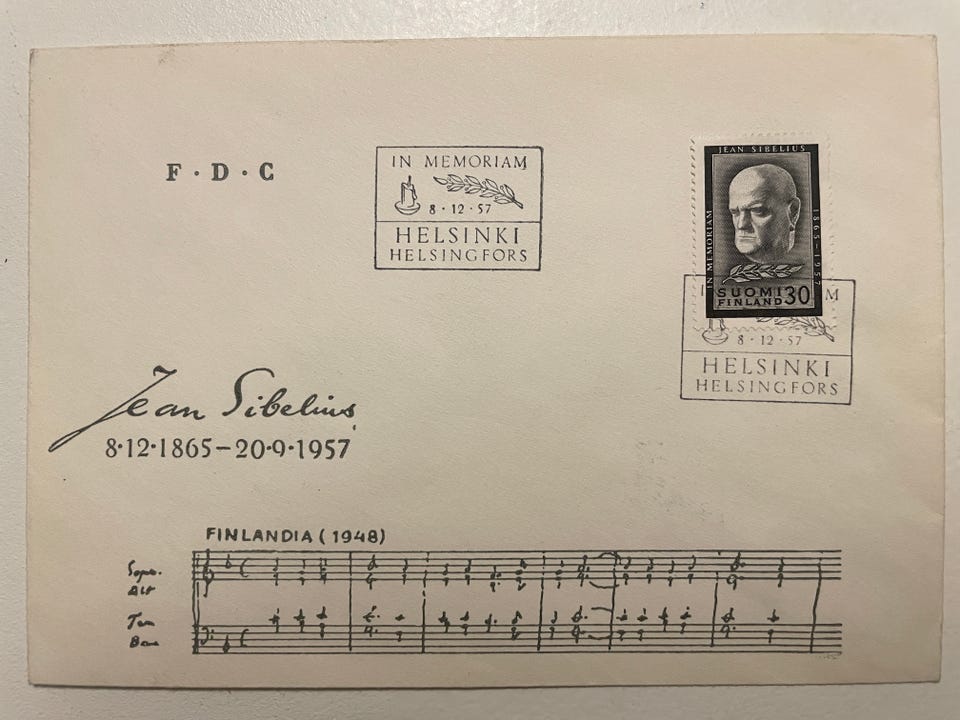 F·D·C
IN MEMORIAM
8·12·57
HELSINKI
HELSINGFORS
JEAN SIBELIUS
IN MEMORIAM
1865–1957
SUOMI
FINLAND 30
8·12·57
HELSINKI
HELSINGFORS
Jean Sibelius
8·12·1865–20·9·1957
FINLANDIA (1948)
Sopr.
Alt
Ten
Bass